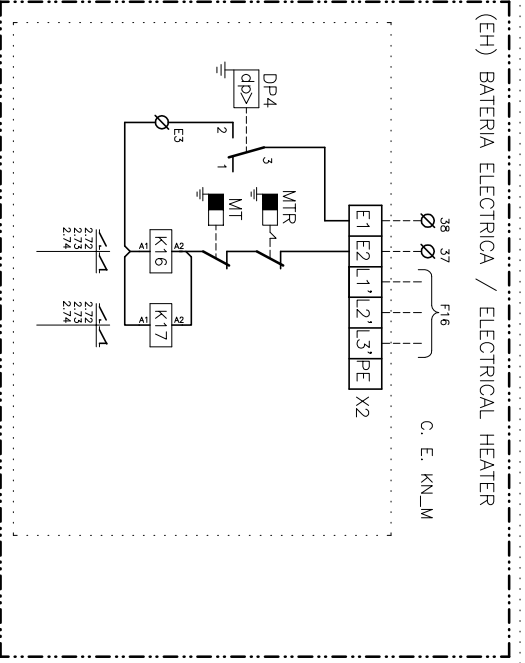 (EH) BATERIA ELECTRICA / ELECTRICAL HEATER
C. E. KN_M
38 37 F16
E1 E2 L1' L2' L3' PE X2
DP4
dp>
3
2 1
E3
MTR
MT
A2 A2
K16 K17
A1 A1
2.72 2.72
2.73 2.73
2.74 2.74